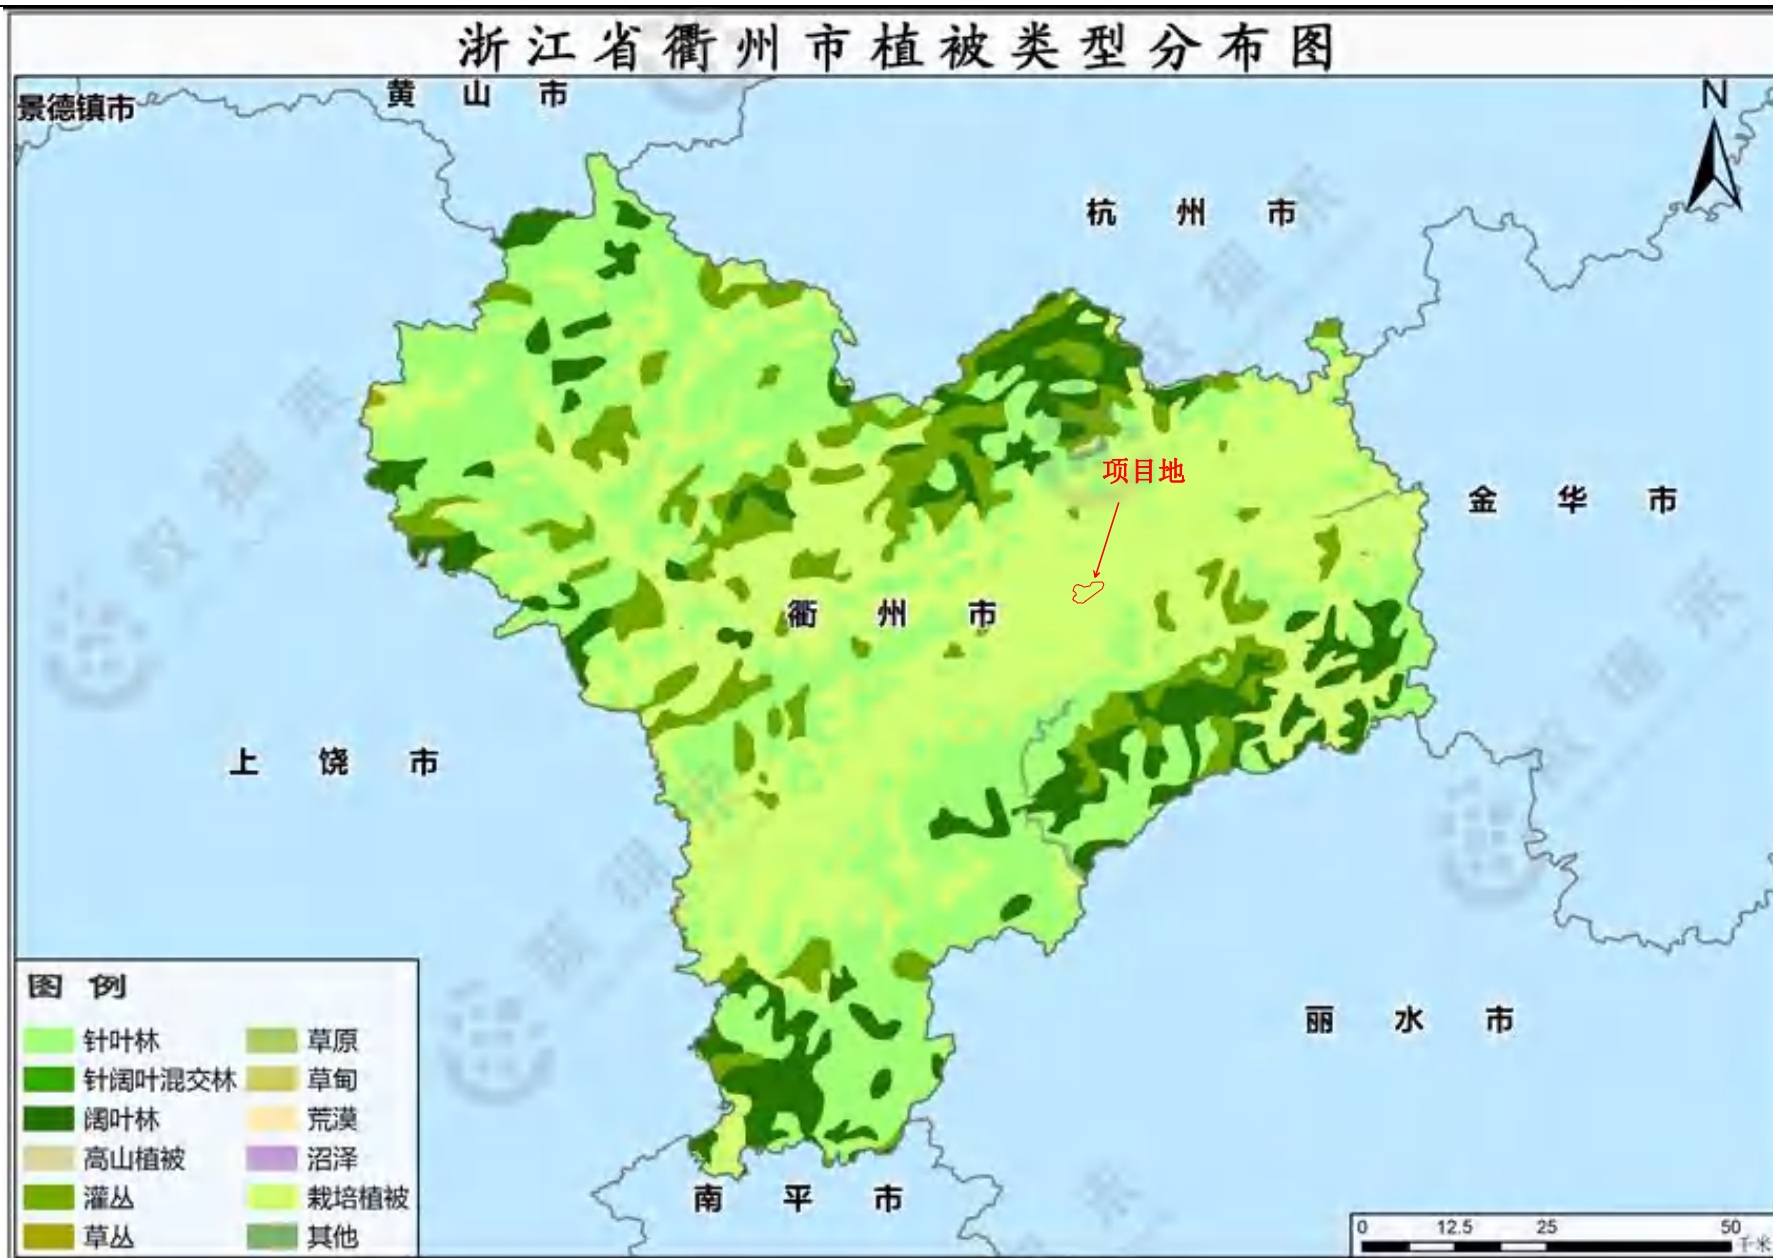 浙江省衢州市植被类型分布图
景德镇市
黄山市
N
杭州市
项目地
金华市
衢州市
上饶市
丽水市
南平市
图例
针叶林
针阔叶混交林
阔叶林
高山植被
灌丛
草丛
草原
草甸
荒漠
沼泽
栽培植被
其他
0 12.5 25 50
千米